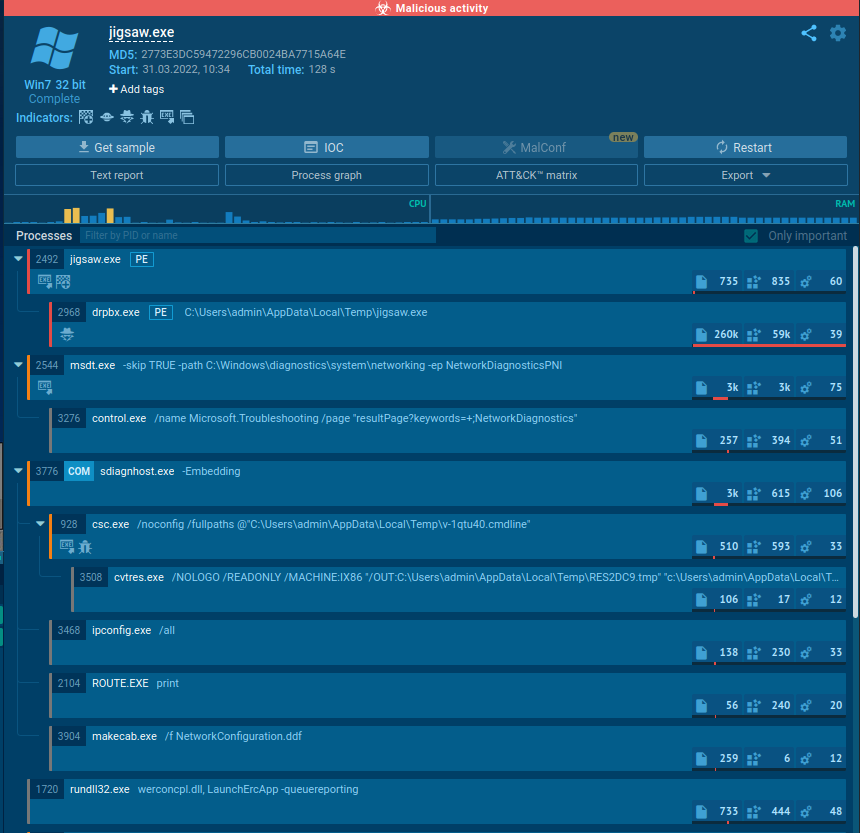 Malicious activity
jigsaw.exe
MD5: 2773E3DC59472296CB0024BA7715A64E
Start: 31.03.2022, 10:34 Total time: 128 s
Win7 32 bit
Complete
+ Add tags
Indicators:
EXE
Get sample IOC MalConf new Restart
Text report Process graph ATT&CK™ matrix Export
CPU RAM
Processes Filter by PID or name Only important
2492 jigsaw.exe PE
EXE 735 835 60
2968 drpbx.exe PE C:\Users\admin\AppData\Local\Temp\jigsaw.exe
260k 59k 39
2544 msdt.exe -skip TRUE -path C:\Windows\diagnostics\system\networking -ep NetworkDiagnosticsPNI
EXE 3k 3k 75
3276 control.exe /name Microsoft.Troubleshooting /page "resultPage?keywords=+;NetworkDiagnostics"
257 394 51
3776 COM sdiagnhost.exe -Embedding
3k 615 106
928 csc.exe /noconfig /fullpaths @"C:\Users\admin\AppData\Local\Temp\v-1qtu40.cmdline"
EXE 510 593 33
3508 cvtres.exe /NOLOGO /READONLY /MACHINE:IX86 "/OUT:C:\Users\admin\AppData\Local\Temp\RES2DC9.tmp" "c:\Users\admin\AppData\Local\T...
106 17 12
3468 ipconfig.exe /all
138 230 33
2104 ROUTE.EXE print
56 240 20
3904 makecab.exe /f NetworkConfiguration.ddf
259 6 12
1720 rundll32.exe werconcpl.dll, LaunchErcApp -queuereporting
733 444 48